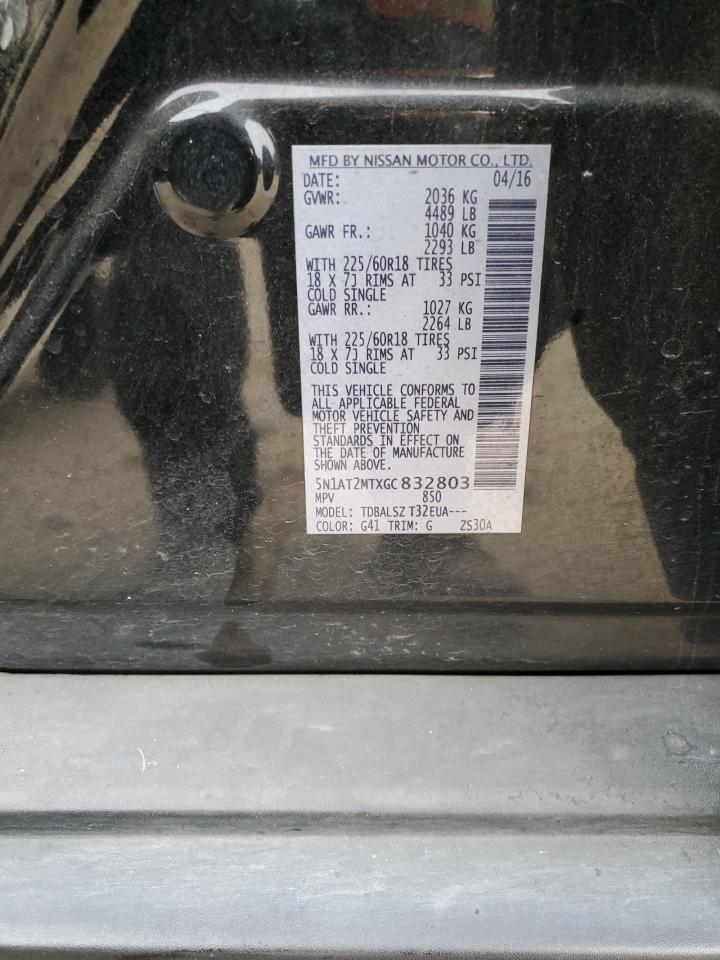 MFD BY NISSAN MOTOR CO., LTD.
DATE: 04/16
GVWR: 2036 KG
4489 LB
GAWR FR.: 1040 KG
2293 LB
WITH 225/60R18 TIRES
18 X 7J RIMS AT 33 PSI
COLD SINGLE
GAWR RR.: 1027 KG
2264 LB
WITH 225/60R18 TIRES
18 X 7J RIMS AT 33 PSI
COLD SINGLE
THIS VEHICLE CONFORMS TO
ALL APPLICABLE FEDERAL
MOTOR VEHICLE SAFETY AND
THEFT PREVENTION
STANDARDS IN EFFECT ON
THE DATE OF MANUFACTURE
SHOWN ABOVE.
5N1AT2MTXGC832803
MPV 850
MODEL: TDBALSZ T32EUA---
COLOR: G41 TRIM: G ZS30A